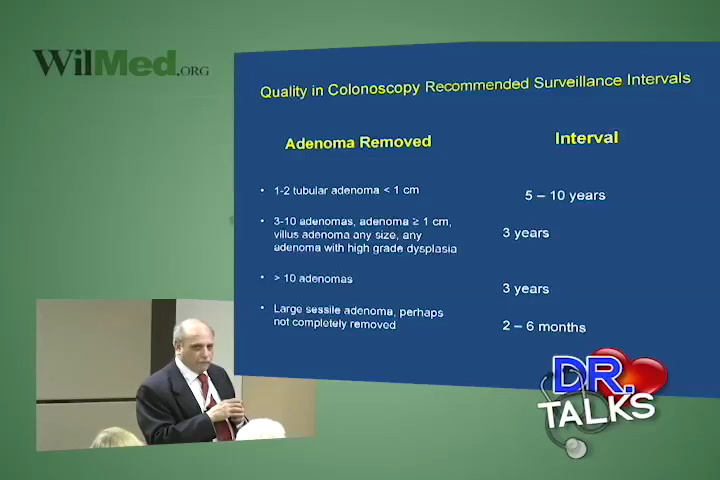 WilMed.ORG
Quality in Colonoscopy Recommended Surveillance Intervals
Adenoma Removed
Interval
• 1-2 tubular adenoma < 1 cm
5 – 10 years
• 3-10 adenomas, adenoma ≥ 1 cm,
villus adenoma any size, any
adenoma with high grade dysplasia
3 years
• > 10 adenomas
3 years
• Large sessile adenoma, perhaps
not completely removed
2 – 6 months
DR.
TALKS